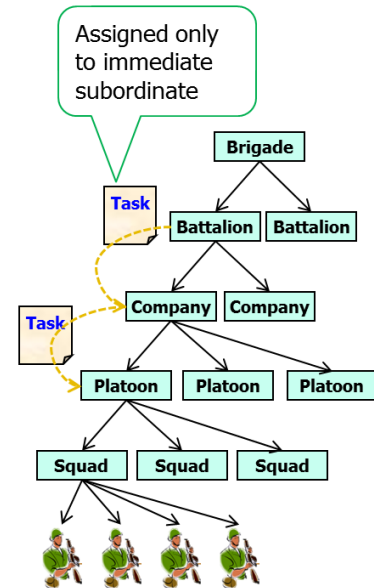 Assigned only
to immediate
subordinate
Brigade
Task
Battalion Battalion
Company Company
Task
Platoon Platoon Platoon
Squad Squad Squad